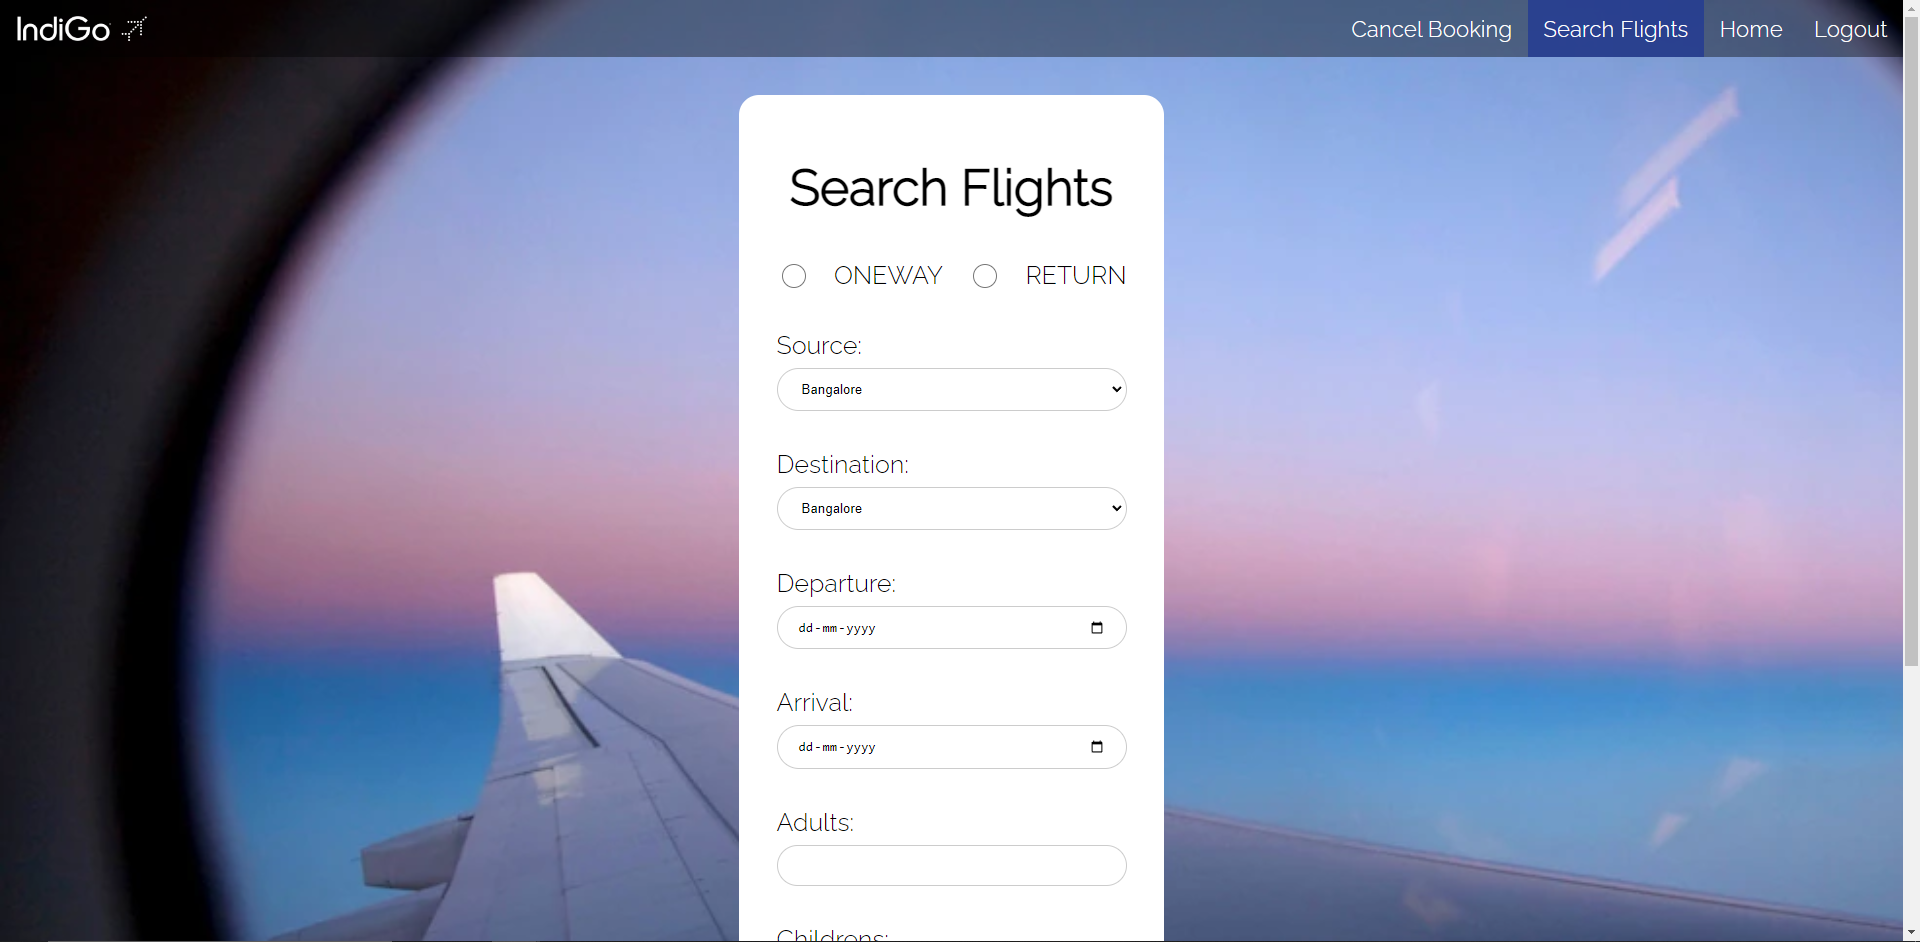 IndiGo
Cancel Booking
Search Flights
Home
Logout
Search Flights
ONEWAY RETURN
Source:
Bangalore
Destination:
Bangalore
Departure:
dd-mm-yyyy
Arrival:
dd-mm-yyyy
Adults:
Childrens: